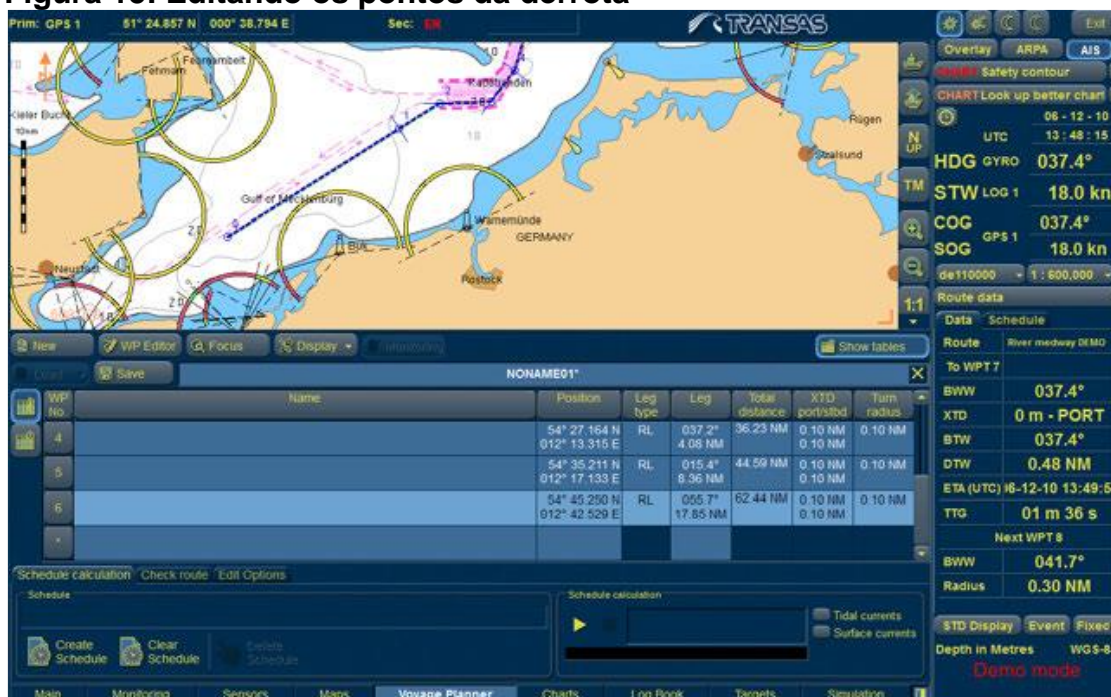 Figura 10: Editando os pontos da derrota
Prim: GPS 1 51° 24.857 N 000° 38.794 E Sec: TRANSAS Exit
Overlay ARPA AIS
Safety contour
CHART Look up better chart
06 - 12 - 10
UTC 13 : 48 : 15
HDG GYRO 037.4°
STW LOG 1 18.0 kn
COG 037.4°
GPS 1
SOG 18.0 kn
de110000 1 : 600,000
Route data
Data Schedule
Route River medway DEMO
To WPT 7
BWW 037.4°
XTD 0 m - PORT
BTW 037.4°
DTW 0.48 NM
ETA (UTC) 06-12-10 13:49:5
TTG 01 m 36 s
Next WPT 8
BWW 041.7°
Radius 0.30 NM
STD Display Event Fixed
Depth in Metres WGS-8
Demo mode
N UP
TM
1:1
Fehmarn
10nm
Rügen
Stralsund
Gulf of Mecklenburg
Warnemünde
GERMANY
Buk
Neustadt
Rostock
New WP Editor Focus Display Monitoring Show tables
Load Save NONAME01*
WP No. Name Position Leg type Leg Total distance XTD port/stbd Turn radius
4 54° 27.164 N RL 037.2° 36.23 NM 0.10 NM 0.10 NM
012° 13.315 E 4.08 NM 0.10 NM
5 54° 35.211 N RL 015.4° 44.59 NM 0.10 NM 0.10 NM
012° 17.133 E 8.36 NM 0.10 NM
6 54° 45.250 N RL 055.7° 62.44 NM 0.10 NM 0.10 NM
012° 42.529 E 17.85 NM 0.10 NM
*
Schedule calculation Check route Edit Options
Schedule
Schedule calculation
Tidal currents
Surface currents
Create Schedule
Clear Schedule
Delete Schedule
Main Monitoring Sensors Maps Voyage Planner Charts Log Book Targets Simulation